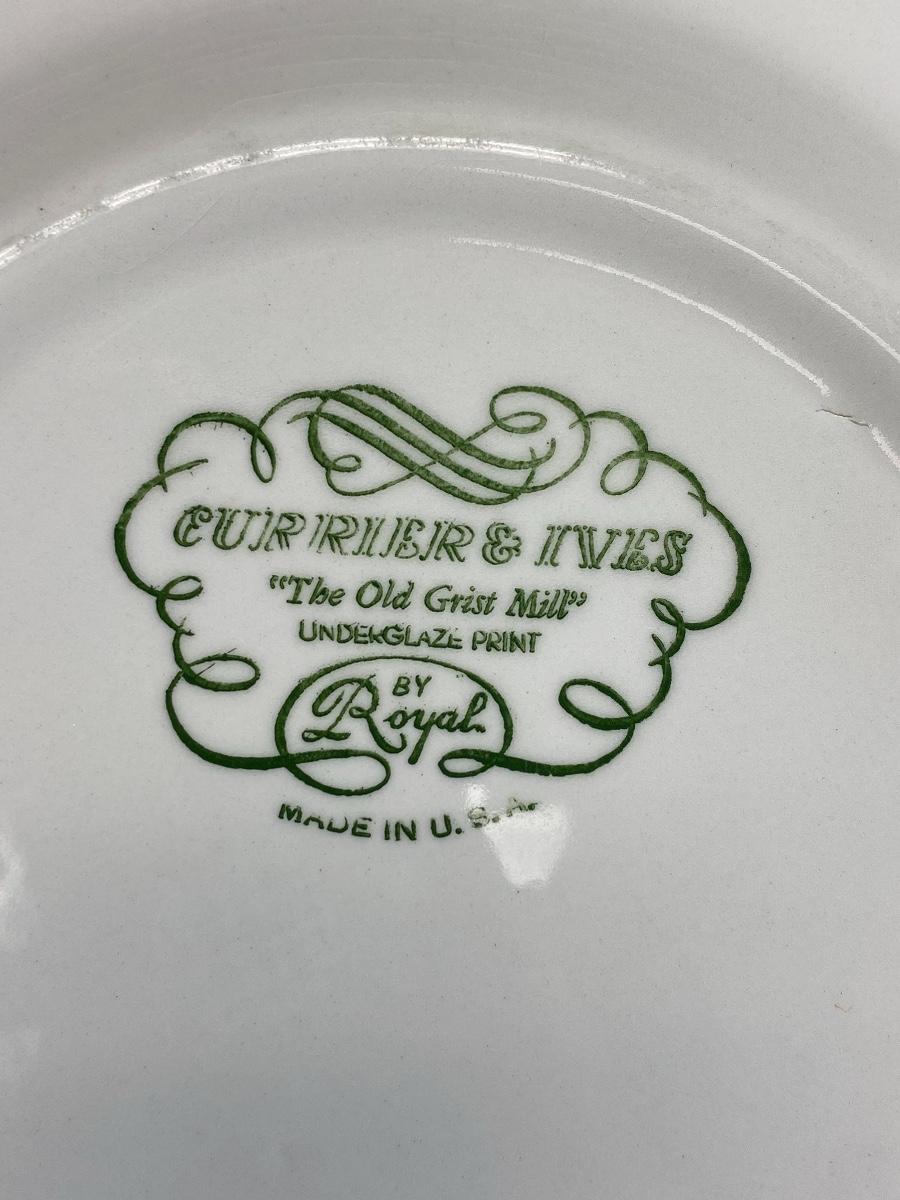 CURRIER & IVES
"The Old Grist Mill"
UNDERGLAZE PRINT
BY
Royal
MADE IN U.S.A.